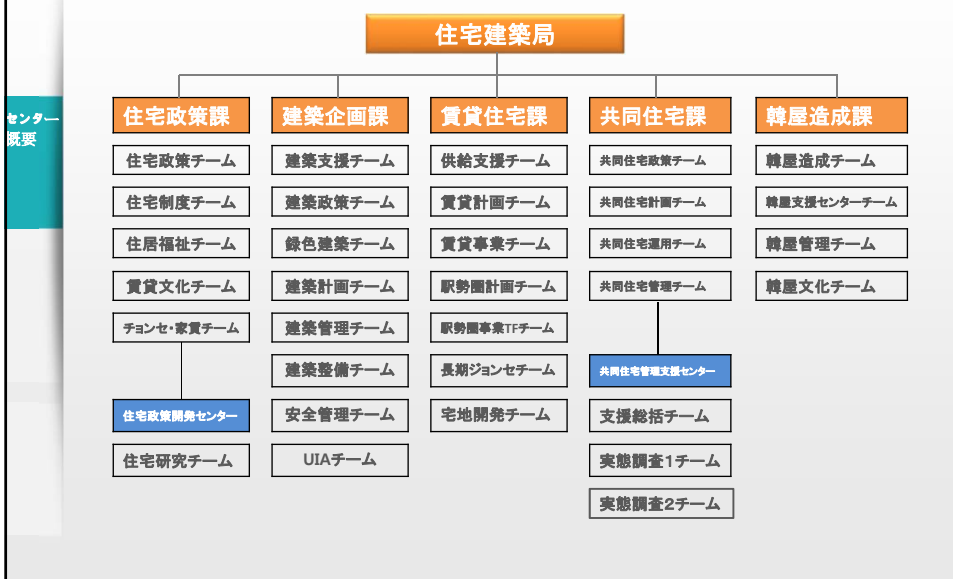 住宅建築局
センター
概要
住宅政策課
住宅政策チーム
住宅制度チーム
住居福祉チーム
賃貸文化チーム
チョンセ・家賃チーム
住宅政策開発センター
住宅研究チーム
建築企画課
建築支援チーム
建築政策チーム
緑色建築チーム
建築計画チーム
建築管理チーム
建築整備チーム
安全管理チーム
UIAチーム
賃貸住宅課
供給支援チーム
賃貸計画チーム
賃貸事業チーム
駅勢圏計画チーム
駅勢圏事業TFチーム
長期ジョンセチーム
宅地開発チーム
共同住宅課
共同住宅政策チーム
共同住宅計画チーム
共同住宅運用チーム
共同住宅管理チーム
共同住宅管理支援センター
支援総括チーム
実態調査1チーム
実態調査2チーム
韓屋造成課
韓屋造成チーム
韓屋支援センターチーム
韓屋管理チーム
韓屋文化チーム